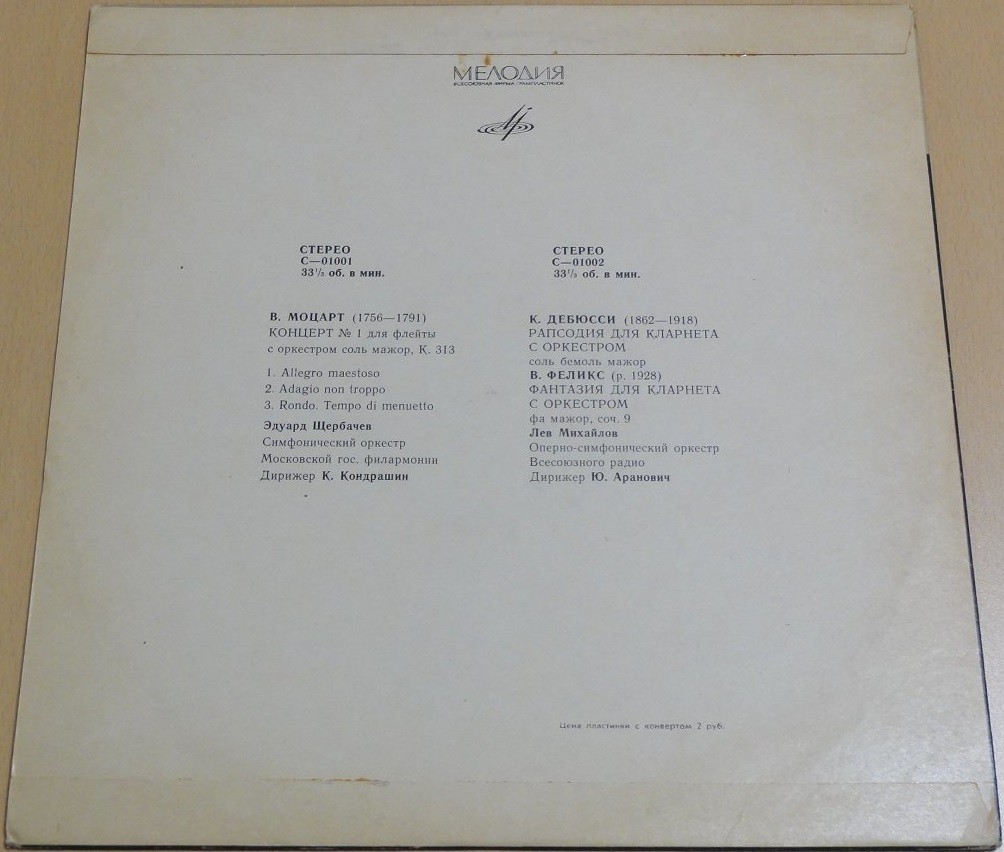 МЕЛОДИЯ
ВСЕСОЮЗНАЯ ФИРМА ГРАМПЛАСТИНОК
СТЕРЕО
С—01001
33¹/₃ об. в мин.
В. МОЦАРТ (1756—1791)
КОНЦЕРТ № 1 для флейты
с оркестром соль мажор, К. 313
1. Allegro maestoso
2. Adagio non troppo
3. Rondo. Tempo di menuetto
Эдуард Щербачев
Симфонический оркестр
Московской гос. филармонии
Дирижер К. Кондрашин
СТЕРЕО
С—01002
33¹/₃ об. в мин.
К. ДЕБЮССИ (1862—1918)
РАПСОДИЯ ДЛЯ КЛАРНЕТА
С ОРКЕСТРОМ
соль бемоль мажор
В. ФЕЛИКС (р. 1928)
ФАНТАЗИЯ ДЛЯ КЛАРНЕТА
С ОРКЕСТРОМ
фа мажор, соч. 9
Лев Михайлов
Оперно-симфонический оркестр
Всесоюзного радио
Дирижер Ю. Аранович
Цена пластинки с конвертом 2 руб.